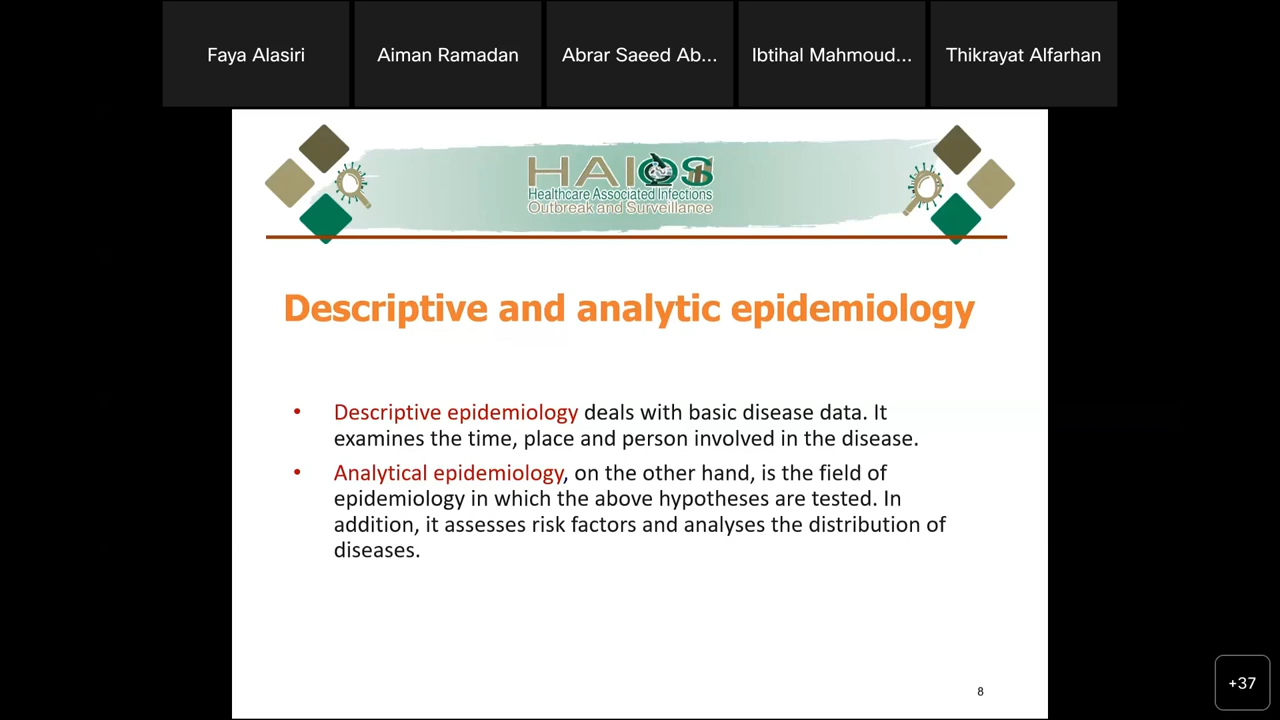 Faya Alasiri
Aiman Ramadan
Abrar Saeed Ab...
Ibtihal Mahmoud...
Thikrayat Alfarhan
HAIOS
Healthcare Associated Infections
Outbreak and Surveillance
Descriptive and analytic epidemiology
• Descriptive epidemiology deals with basic disease data. It
examines the time, place and person involved in the disease.
• Analytical epidemiology, on the other hand, is the field of
epidemiology in which the above hypotheses are tested. In
addition, it assesses risk factors and analyses the distribution of
diseases.
8
+37